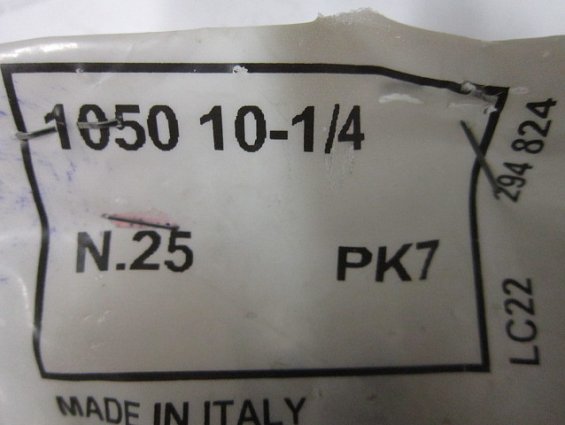 1050 10-1/4
N.25 PK7
MADE IN ITALY
294 824
LC22